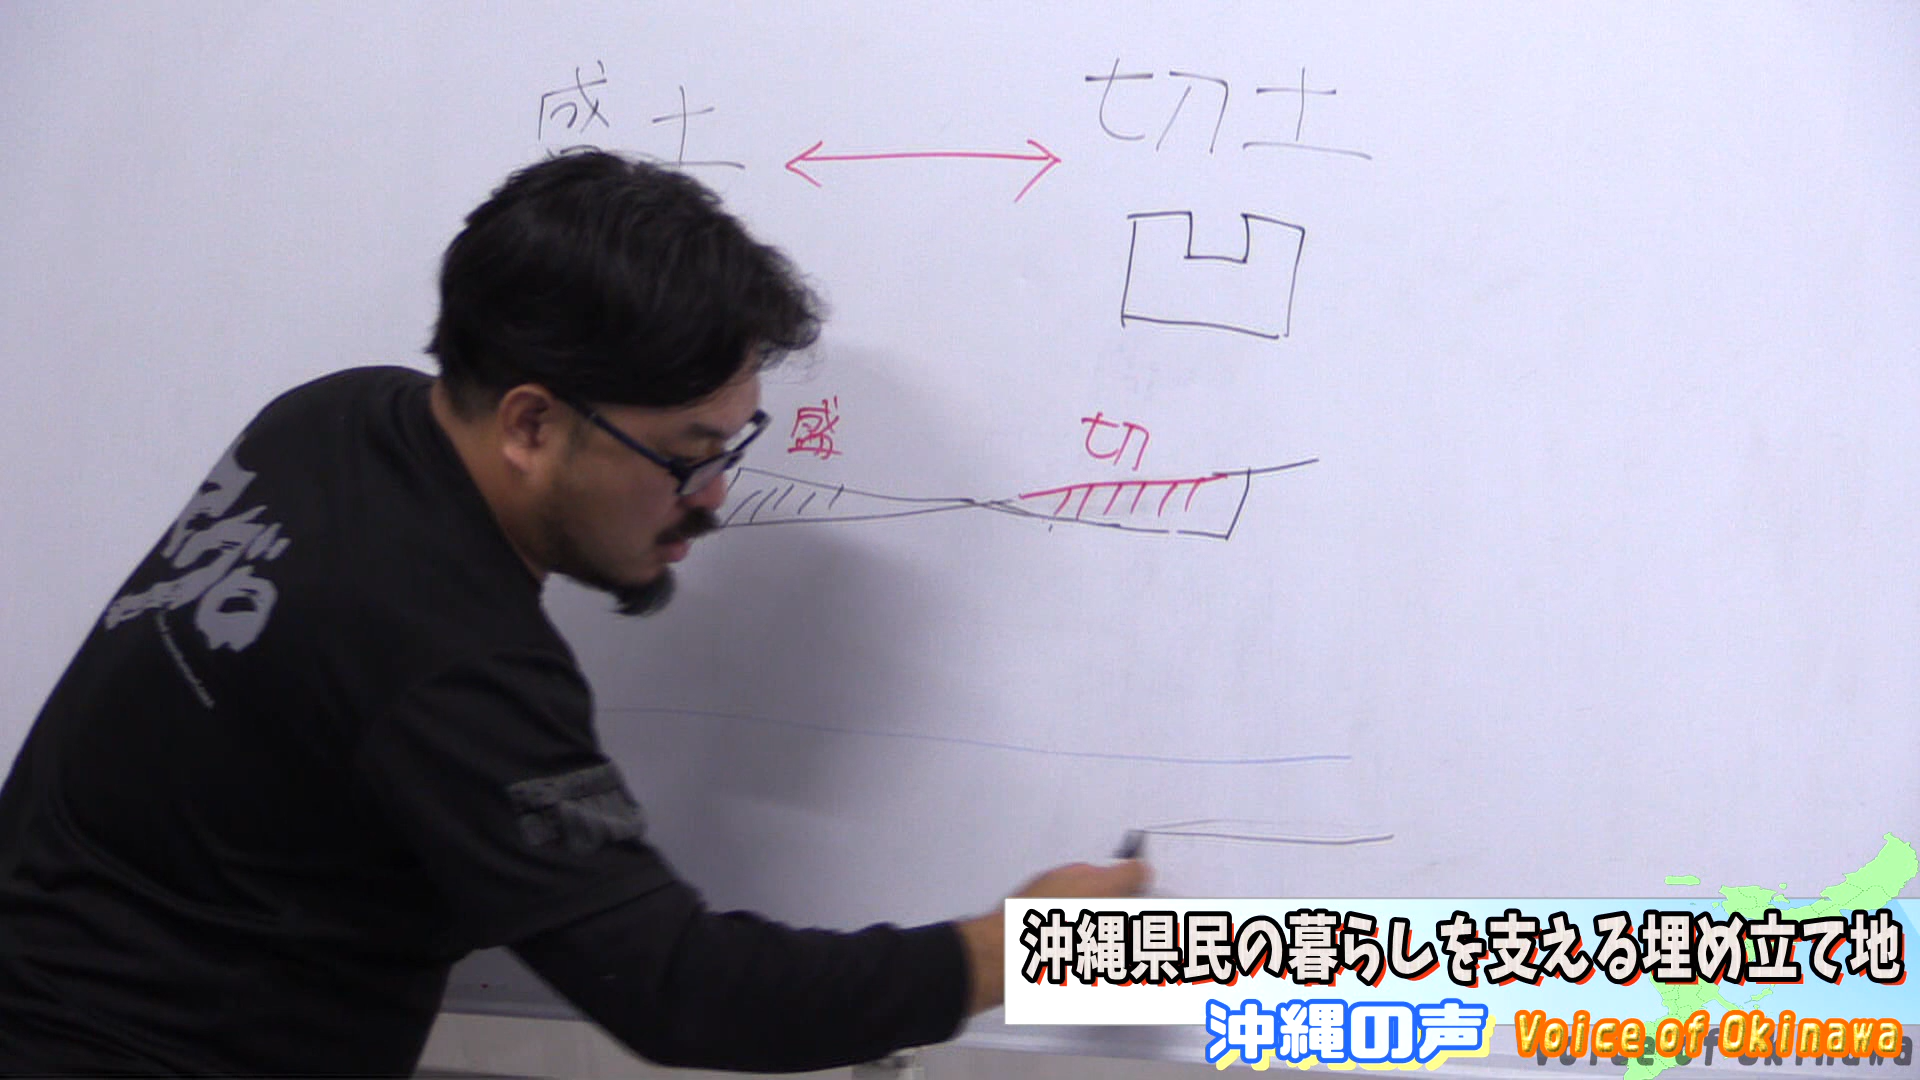 盛土 ↔ 切土
盛 切
沖縄県民の暮らしを支える埋め立て地
沖縄の声 Voice of Okinawa